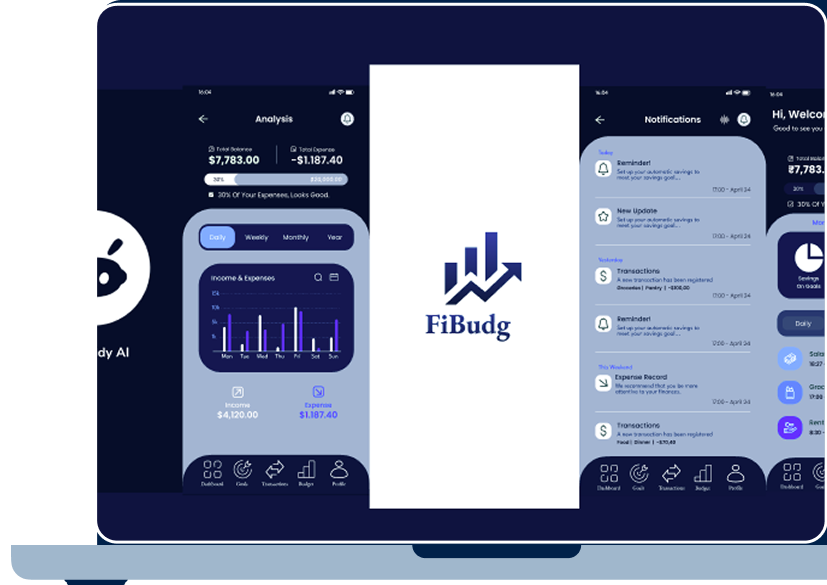 dy AI
16:04
Analysis
Total Balance
Total Expense
$7,783.00
-$1.187.40
30%
$20,000.00
30% Of Your Expenses, Looks Good.
Daily
Weekly
Monthly
Year
Income & Expenses
15k
10k
5k
Mon
Tue
Wed
Thu
Fri
Sat
Sun
Income
$4,120.00
Expense
$1.187.40
Dashboard
Goals
Transactions
Budget
Profile
FiBudg
16:04
Notifications
Today
Reminder!
Set up your automatic savings to
meet your savings goal...
17:00 - April 24
New Update
Set up your automatic savings to
meet your savings goal...
17:00 - April 24
Yesterday
Transactions
A new transaction has been registered
Groceries | Pantry | -$100,00
17:00 - April 24
Reminder!
Set up your automatic savings to
meet your savings goal...
17:00 - April 24
This Weekend
Expense Record
We recommend that you be more
attentive to your finances.
17:00 - April 24
Transactions
A new transaction has been registered
Food | Dinner | -$70,40
17:00 - April 24
Dashboard
Goals
Transactions
Budget
Profile
16:04
Hi, Welco
Good to see you
Total Balan
₹7,783.
30%
30% Of Y
Mon
Savings
On Goals
Daily
Sala
18:27
Groc
17:00
Rent
8:30 -
Dashboard
Go